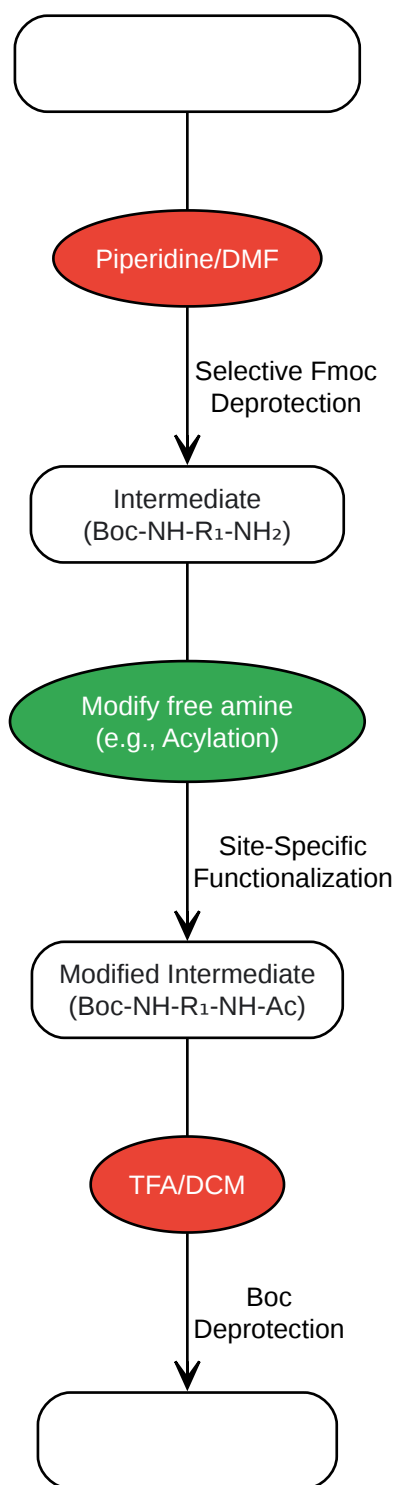 Piperidine/DMF
Selective Fmoc
Deprotection
Intermediate
(Boc-NH-R₁-NH₂)
Modify free amine
(e.g., Acylation)
Site-Specific
Functionalization
Modified Intermediate
(Boc-NH-R₁-NH-Ac)
TFA/DCM
Boc
Deprotection